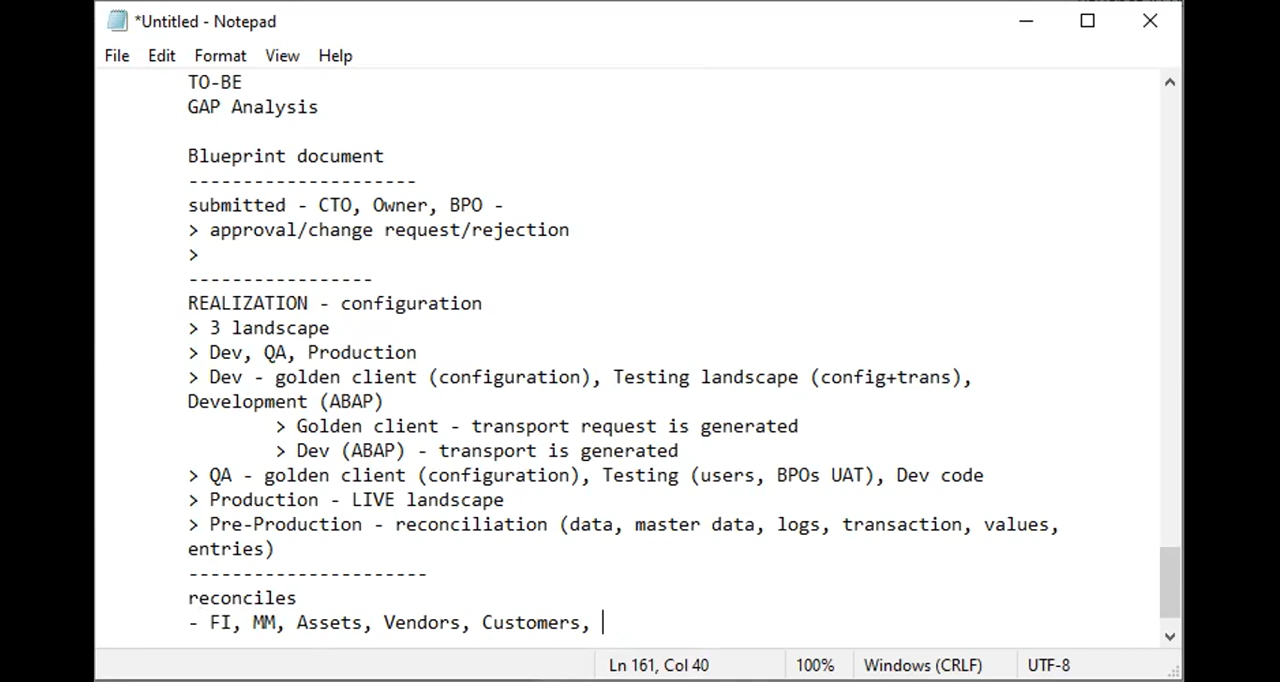 *Untitled - Notepad
File Edit Format View Help
TO-BE
GAP Analysis
Blueprint document
---------------------
submitted - CTO, Owner, BPO -
> approval/change request/rejection
>
-----------------
REALIZATION - configuration
> 3 landscape
> Dev, QA, Production
> Dev - golden client (configuration), Testing landscape (config+trans),
Development (ABAP)
> Golden client - transport request is generated
> Dev (ABAP) - transport is generated
> QA - golden client (configuration), Testing (users, BPOs UAT), Dev code
> Production - LIVE landscape
> Pre-Production - reconciliation (data, master data, logs, transaction, values,
entries)
----------------------
reconciles
- FI, MM, Assets, Vendors, Customers,
Ln 161, Col 40 100% Windows (CRLF) UTF-8